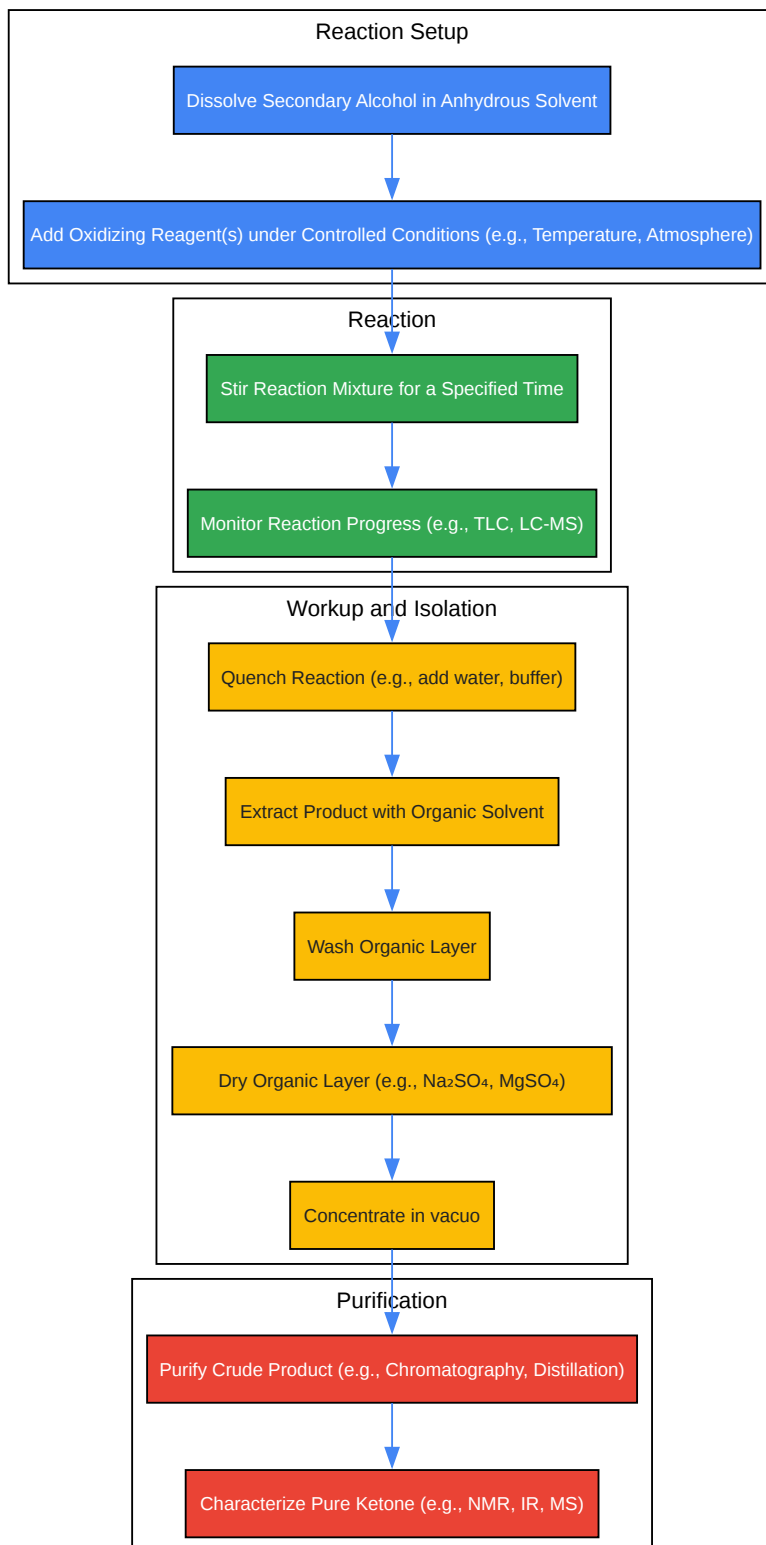 Reaction Setup
Dissolve Secondary Alcohol in Anhydrous Solvent
Add Oxidizing Reagent(s) under Controlled Conditions (e.g., Temperature, Atmosphere)
Reaction
Stir Reaction Mixture for a Specified Time
Monitor Reaction Progress (e.g., TLC, LC-MS)
Workup and Isolation
Quench Reaction (e.g., add water, buffer)
Extract Product with Organic Solvent
Wash Organic Layer
Dry Organic Layer (e.g., Na₂SO₄, MgSO₄)
Concentrate in vacuo
Purification
Purify Crude Product (e.g., Chromatography, Distillation)
Characterize Pure Ketone (e.g., NMR, IR, MS)